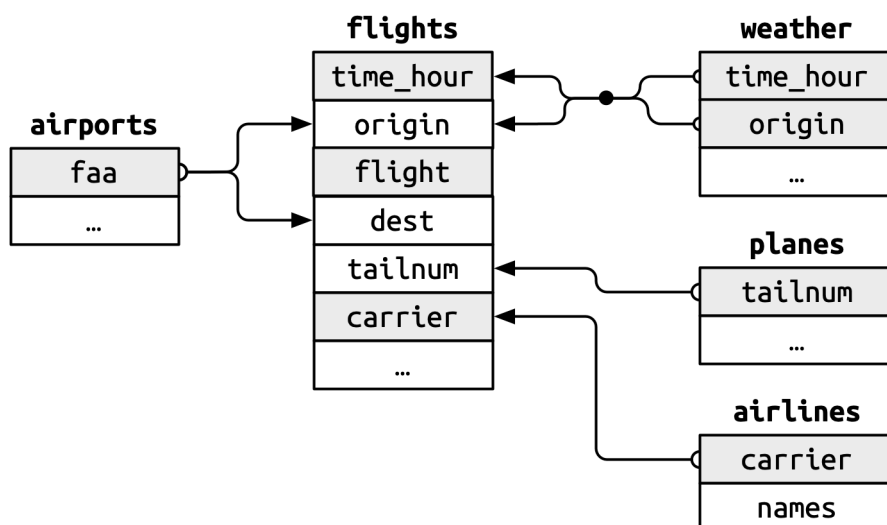 airports
faa
…
flights
time_hour
origin
flight
dest
tailnum
carrier
…
weather
time_hour
origin
…
planes
tailnum
…
airlines
carrier
names